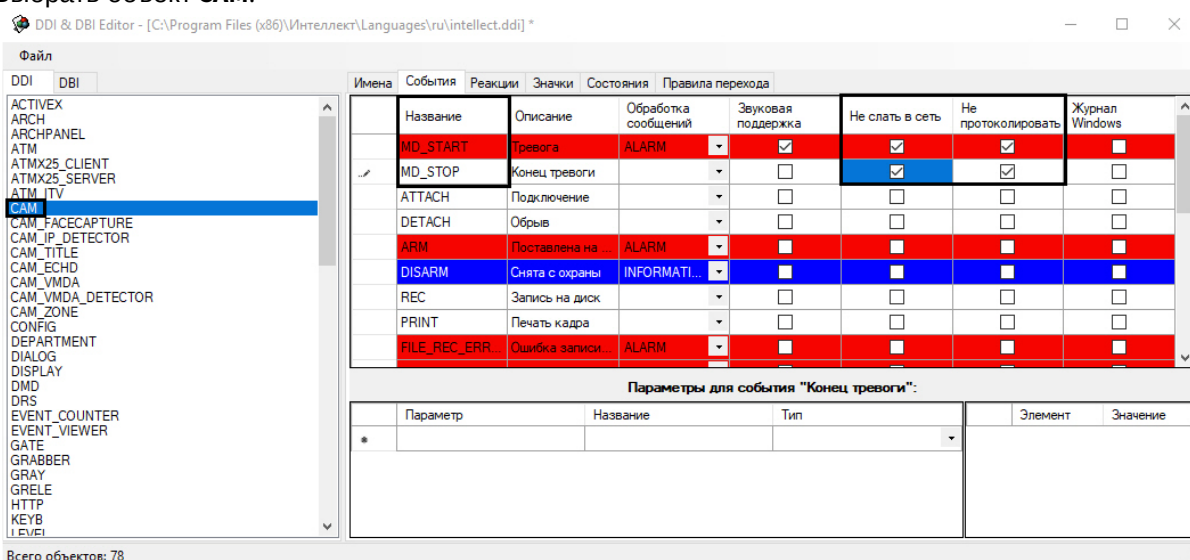 выбрать объект CAM.
DDI & DBI Editor - [C:\Program Files (x86)\Интеллект\Languages\ru\intellect.ddi] *
Файл
DDI DBI
Имена События Реакции Значки Состояния Правила перехода
ACTIVEX
ARCH
ARCHPANEL
ATM
ATMX25_CLIENT
ATMX25_SERVER
ATM_ITV
CAM
CAM_FACECAPTURE
CAM_IP_DETECTOR
CAM_TITLE
CAM_ECHD
CAM_VMDA
CAM_VMDA_DETECTOR
CAM_ZONE
CONFIG
DEPARTMENT
DIALOG
DISPLAY
DMD
DRS
EVENT_COUNTER
EVENT_VIEWER
GATE
GRABBER
GRAY
GRELE
HTTP
KEYB
LEVEL
Название Описание Обработка сообщений Звуковая поддержка Не слать в сеть Не протоколировать Журнал Windows
MD_START Тревога ALARM
MD_STOP Конец тревоги
ATTACH Подключение
DETACH Обрыв
ARM Поставлена на ... ALARM
DISARM Снята с охраны INFORMATI...
REC Запись на диск
PRINT Печать кадра
FILE_REC_ERR... Ошибка записи... ALARM
Параметры для события "Конец тревоги":
Параметр Название Тип
Элемент Значение
Всего объектов: 78